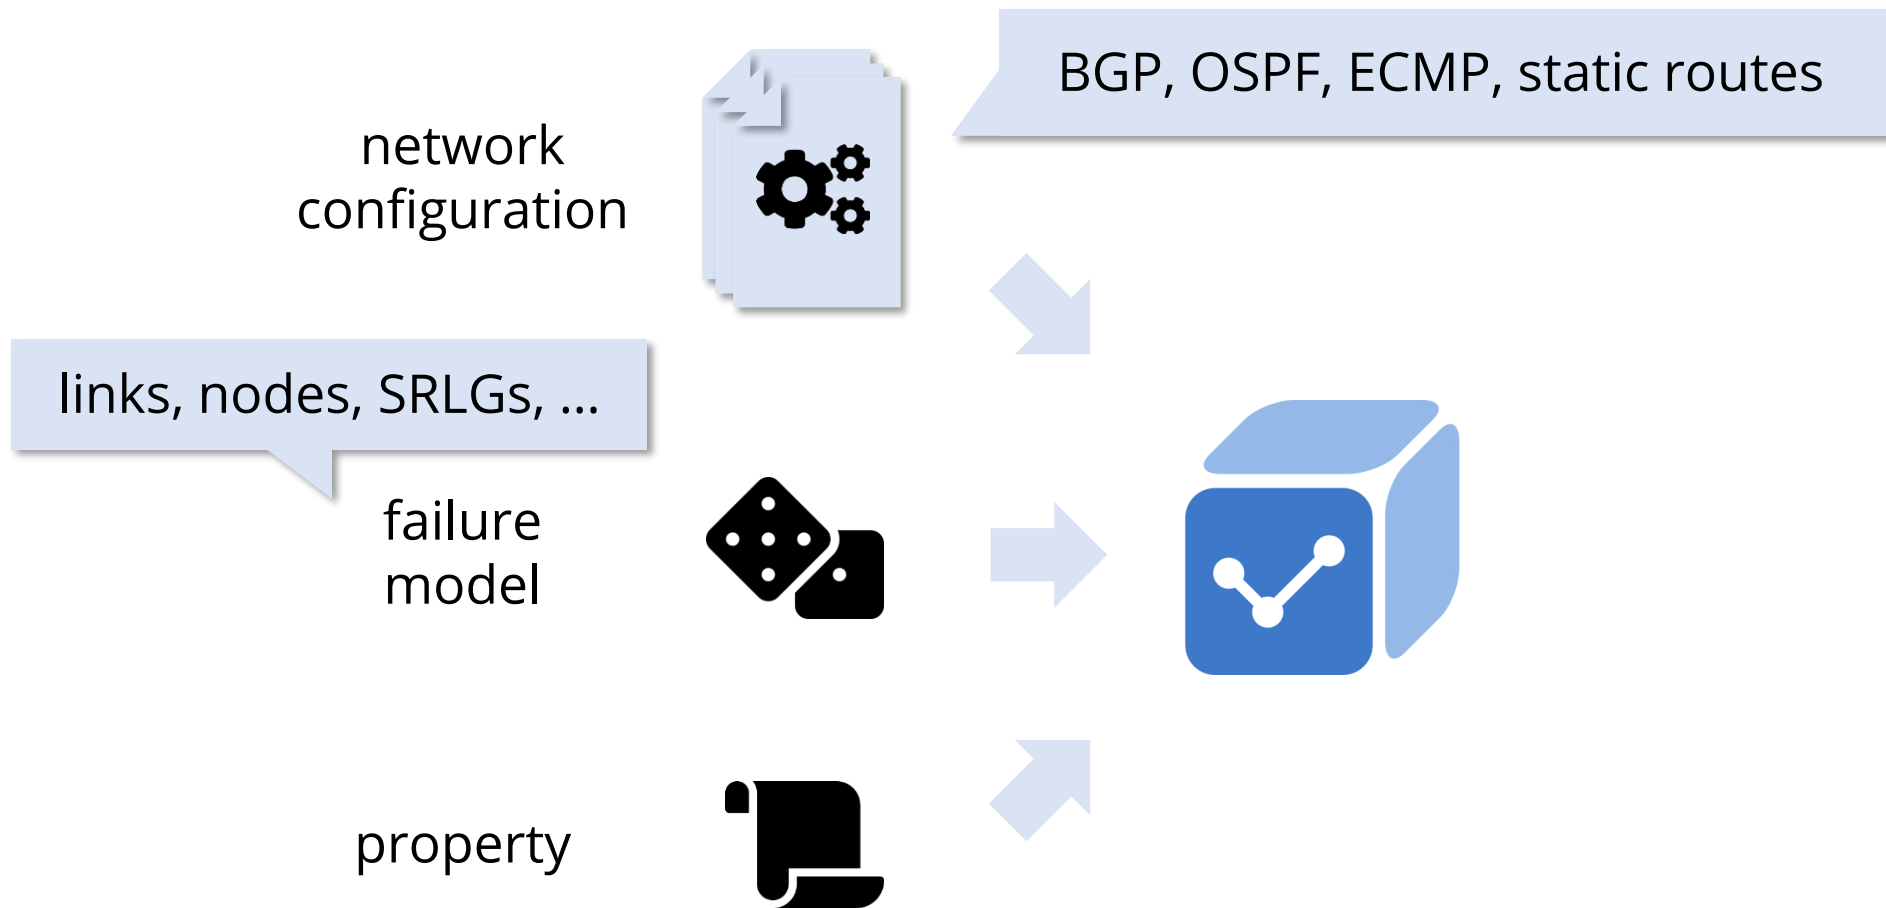 BGP, OSPF, ECMP, static routes
network
configuration
links, nodes, SRLGs, ...
failure
model
property